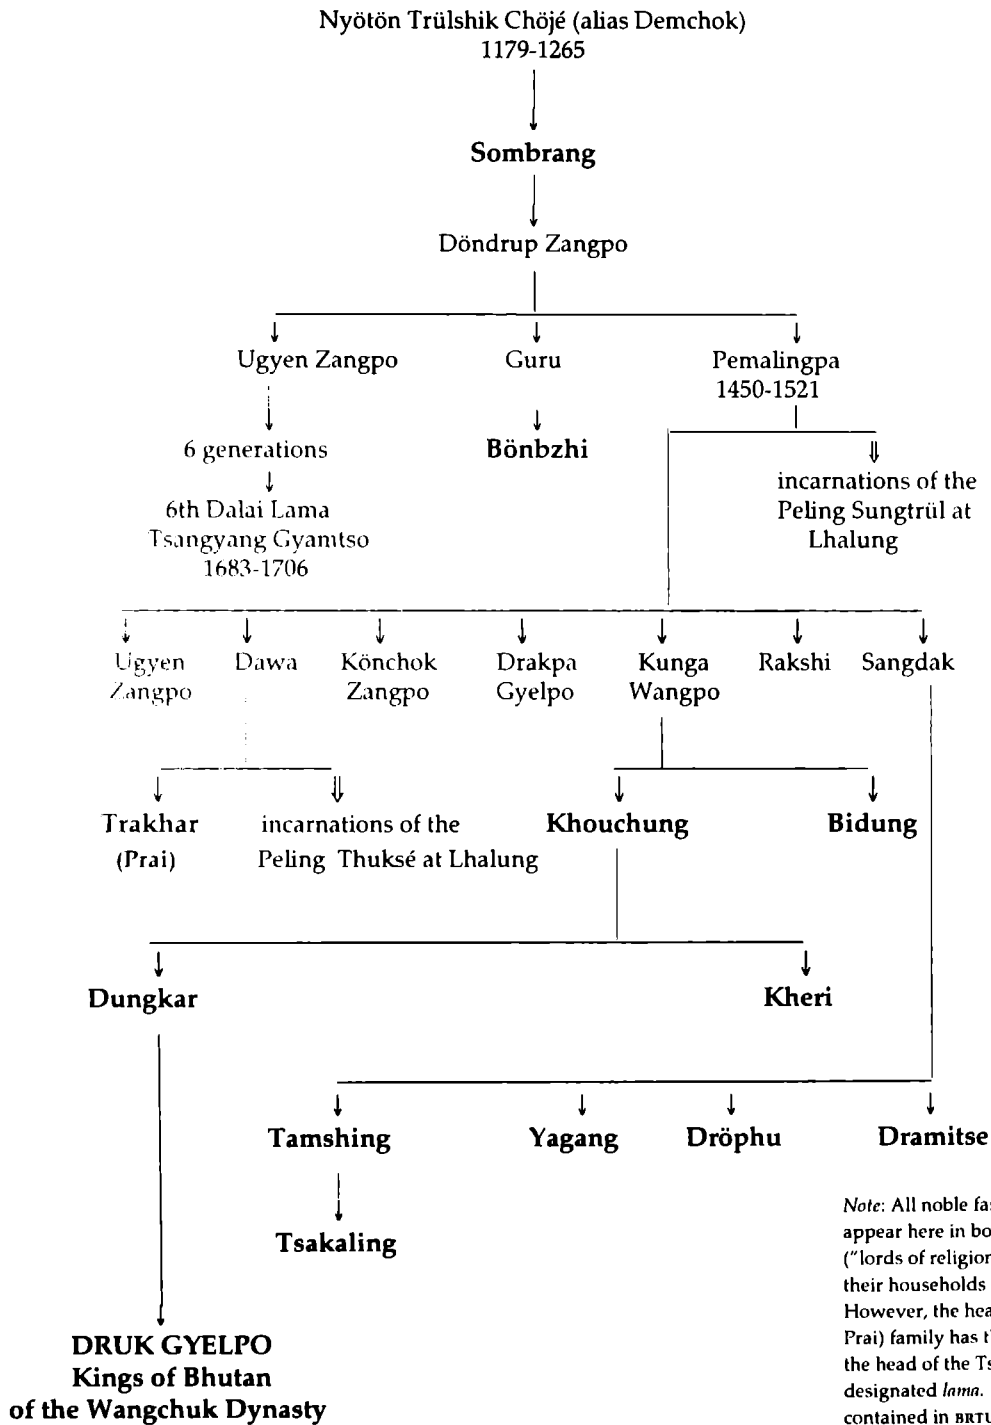 Nyötön Trülshik Chöjé (alias Demchok)
1179-1265
Sombrang
Döndrup Zangpo
Ugyen Zangpo Guru Pemalingpa
1450-1521
6 generations Bönbzhi
incarnations of the
Peling Sungtrül at
Lhalung
6th Dalai Lama
Tsangyang Gyamtso
1683-1706
Ugyen Dawa Könchok Drakpa Kunga Rakshi Sangdak
Zangpo Zangpo Gyelpo Wangpo
Trakhar incarnations of the Khouchung Bidung
(Prai) Peling Thuksé at Lhalung
Dungkar Kheri
Tamshing Yagang Dröphu Dramitse
Tsakaling
Note: All noble fa
appear here in bo
("lords of religion
their households
However, the hea
Prai) family has t
the head of the Ts
designated lama.
contained in BRTU
DRUK GYELPO
Kings of Bhutan
of the Wangchuk Dynasty